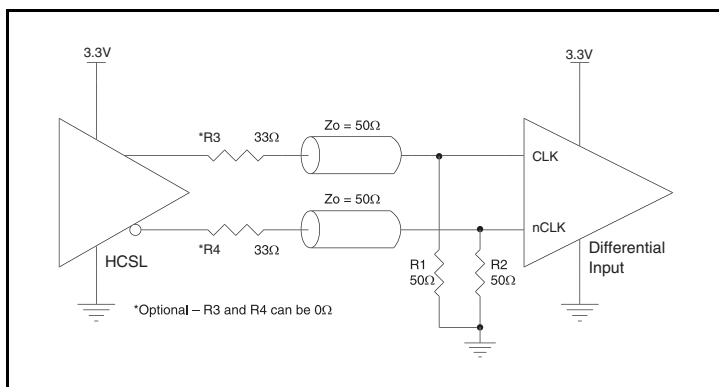 3.3V
3.3V
*R3
33Ω
Zo = 50Ω
CLK
Zo = 50Ω
nCLK
HCSL
*R4
33Ω
R1
50Ω
R2
50Ω
Differential
Input
*Optional – R3 and R4 can be 0Ω